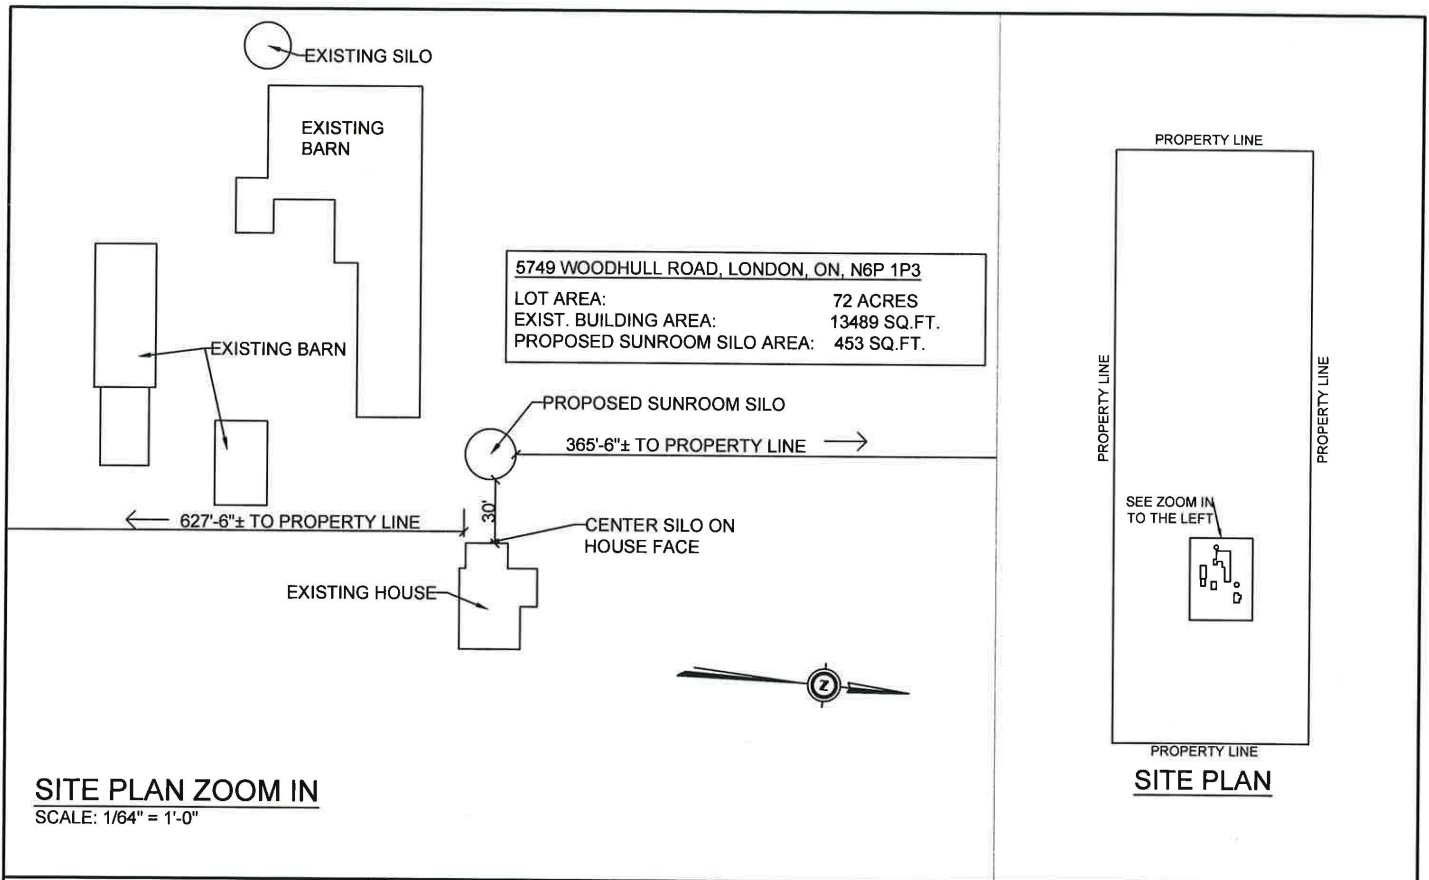 EXISTING SILO
EXISTING
BARN
5749 WOODHULL ROAD, LONDON, ON, N6P 1P3
LOT AREA: 72 ACRES
EXIST. BUILDING AREA: 13489 SQ.FT.
PROPOSED SUNROOM SILO AREA: 453 SQ.FT.
EXISTING BARN
PROPOSED SUNROOM SILO
365'-6"± TO PROPERTY LINE
30'
627'-6"± TO PROPERTY LINE
CENTER SILO ON
HOUSE FACE
EXISTING HOUSE
Z
SITE PLAN ZOOM IN
SCALE: 1/64" = 1'-0"
PROPERTY LINE
PROPERTY LINE
PROPERTY LINE
SEE ZOOM IN
TO THE LEFT
PROPERTY LINE
SITE PLAN